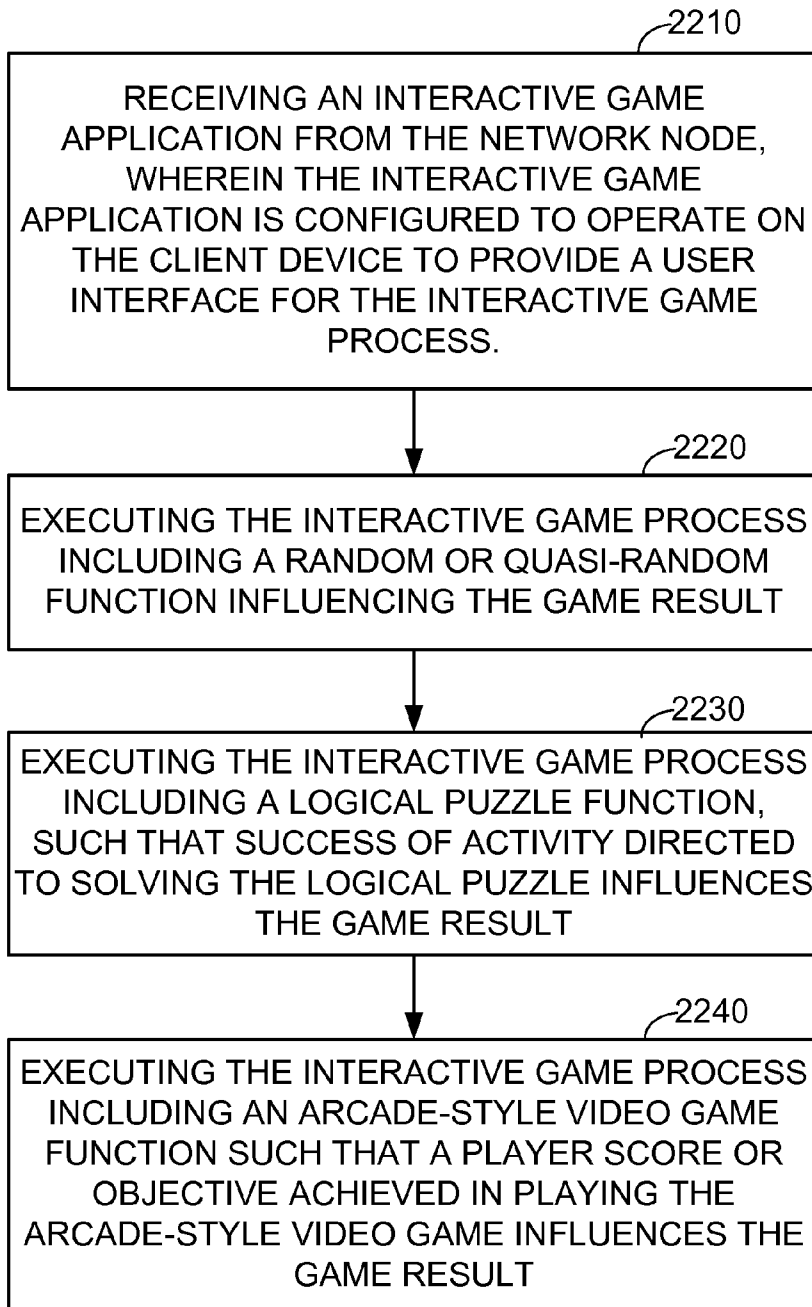 2210
RECEIVING AN INTERACTIVE GAME
APPLICATION FROM THE NETWORK NODE,
WHEREIN THE INTERACTIVE GAME
APPLICATION IS CONFIGURED TO OPERATE ON
THE CLIENT DEVICE TO PROVIDE A USER
INTERFACE FOR THE INTERACTIVE GAME
PROCESS.
2220
EXECUTING THE INTERACTIVE GAME PROCESS
INCLUDING A RANDOM OR QUASI-RANDOM
FUNCTION INFLUENCING THE GAME RESULT
2230
EXECUTING THE INTERACTIVE GAME PROCESS
INCLUDING A LOGICAL PUZZLE FUNCTION,
SUCH THAT SUCCESS OF ACTIVITY DIRECTED
TO SOLVING THE LOGICAL PUZZLE INFLUENCES
THE GAME RESULT
2240
EXECUTING THE INTERACTIVE GAME PROCESS
INCLUDING AN ARCADE-STYLE VIDEO GAME
FUNCTION SUCH THAT A PLAYER SCORE OR
OBJECTIVE ACHIEVED IN PLAYING THE
ARCADE-STYLE VIDEO GAME INFLUENCES THE
GAME RESULT